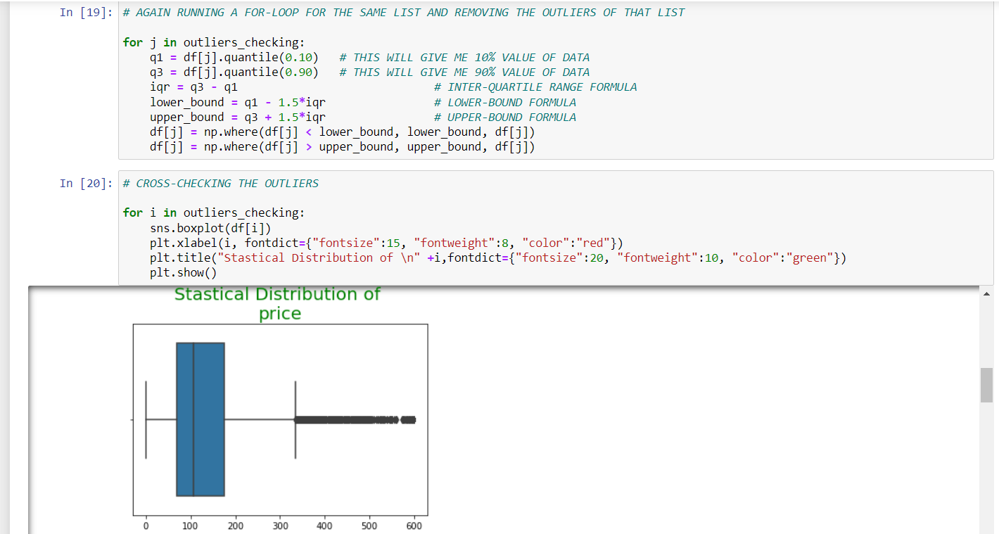 In [19]: # AGAIN RUNNING A FOR-LOOP FOR THE SAME LIST AND REMOVING THE OUTLIERS OF THAT LIST
for j in outliers_checking:
    q1 = df[j].quantile(0.10)   # THIS WILL GIVE ME 10% VALUE OF DATA
    q3 = df[j].quantile(0.90)   # THIS WILL GIVE ME 90% VALUE OF DATA
    iqr = q3 - q1                             # INTER-QUARTILE RANGE FORMULA
    lower_bound = q1 - 1.5*iqr                # LOWER-BOUND FORMULA
    upper_bound = q3 + 1.5*iqr                # UPPER-BOUND FORMULA
    df[j] = np.where(df[j] < lower_bound, lower_bound, df[j])
    df[j] = np.where(df[j] > upper_bound, upper_bound, df[j])
In [20]: # CROSS-CHECKING THE OUTLIERS
for i in outliers_checking:
    sns.boxplot(df[i])
    plt.xlabel(i, fontdict={"fontsize":15, "fontweight":8, "color":"red"})
    plt.title("Stastical Distribution of \n" +i,fontdict={"fontsize":20, "fontweight":10, "color":"green"})
    plt.show()
Stastical Distribution of
price
0 100 200 300 400 500 600